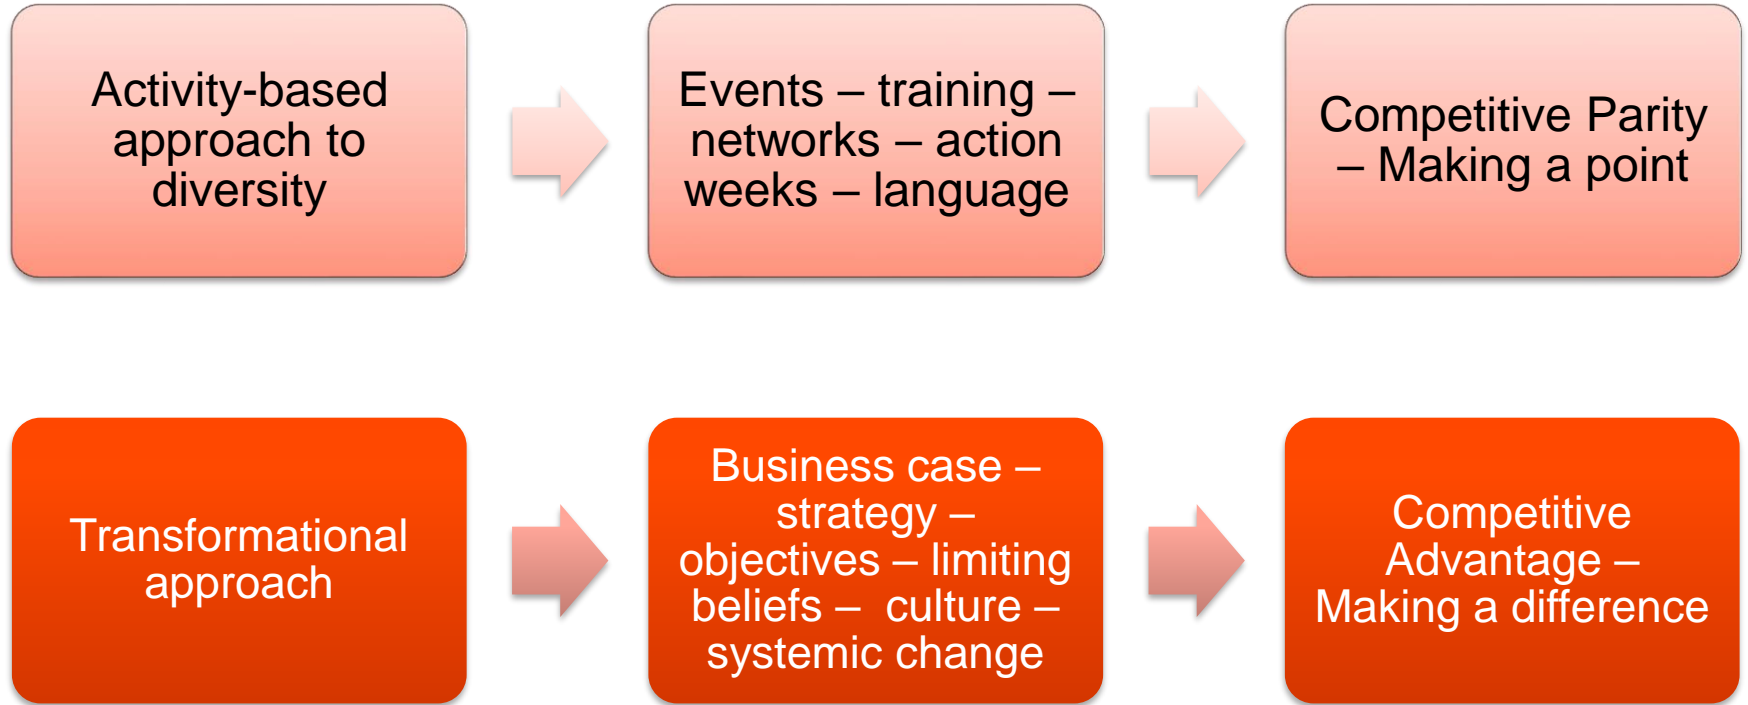 Activity-based
approach to
diversity
Events – training –
networks – action
weeks – language
Competitive Parity
– Making a point
Transformational
approach
Business case –
strategy –
objectives – limiting
beliefs –  culture –
systemic change
Competitive
Advantage –
Making a difference